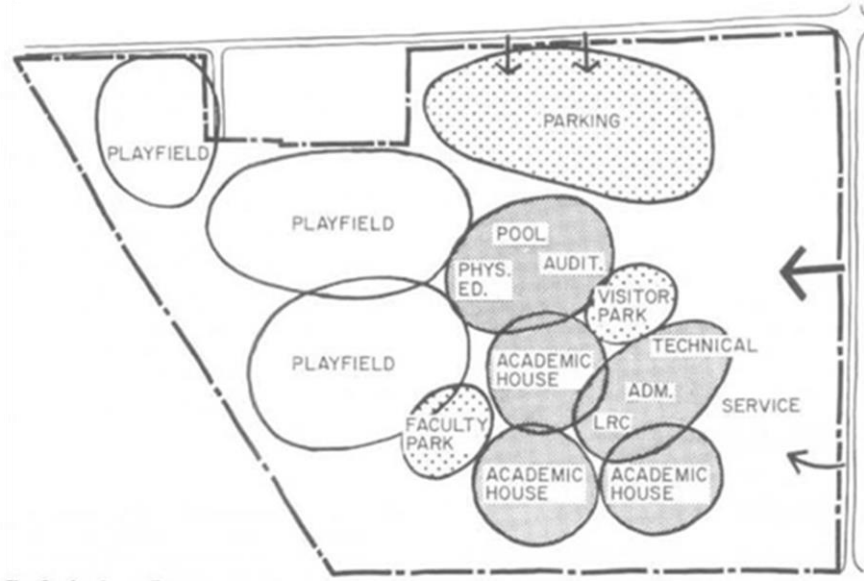 PARKING
PLAYFIELD
PLAYFIELD
POOL
AUDIT.
PHYS.
ED.
VISITOR
PARK
TECHNICAL
PLAYFIELD
ACADEMIC
HOUSE
ADM.
SERVICE
LRC
FACULTY
PARK
ACADEMIC
HOUSE
ACADEMIC
HOUSE